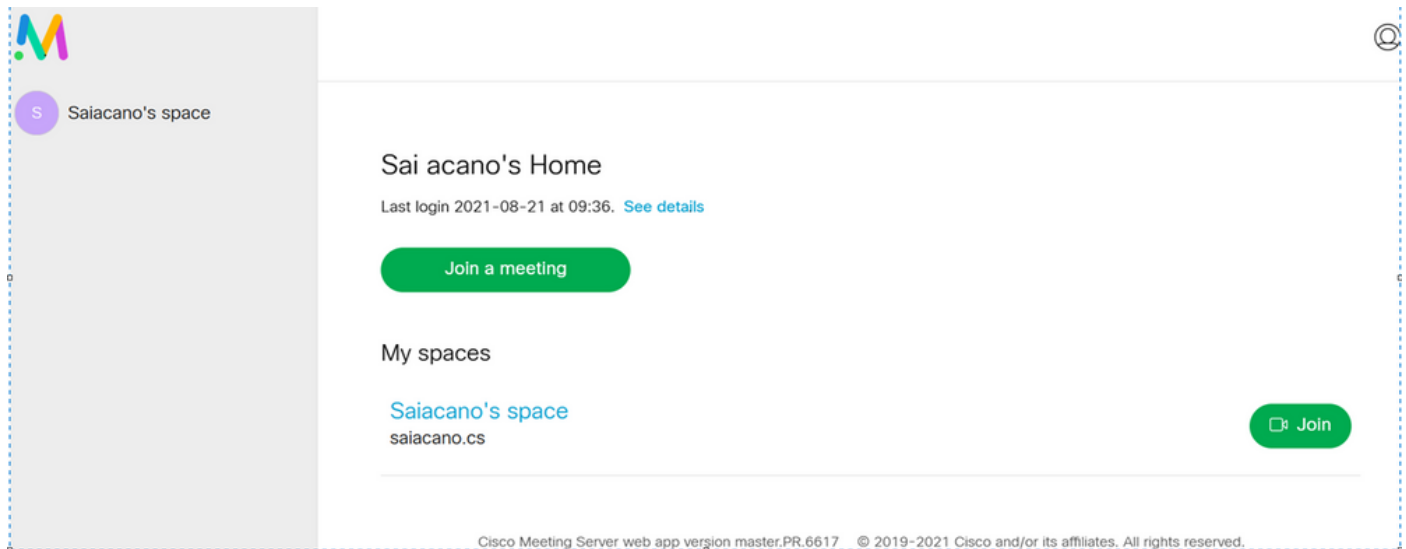 S Saiacano's space
Sai acano's Home
Last login 2021-08-21 at 09:36. See details
Join a meeting
My spaces
Saiacano's space
saiacano.cs
Join
Cisco Meeting Server web app version master.PR.6617 © 2019-2021 Cisco and/or its affiliates. All rights reserved.